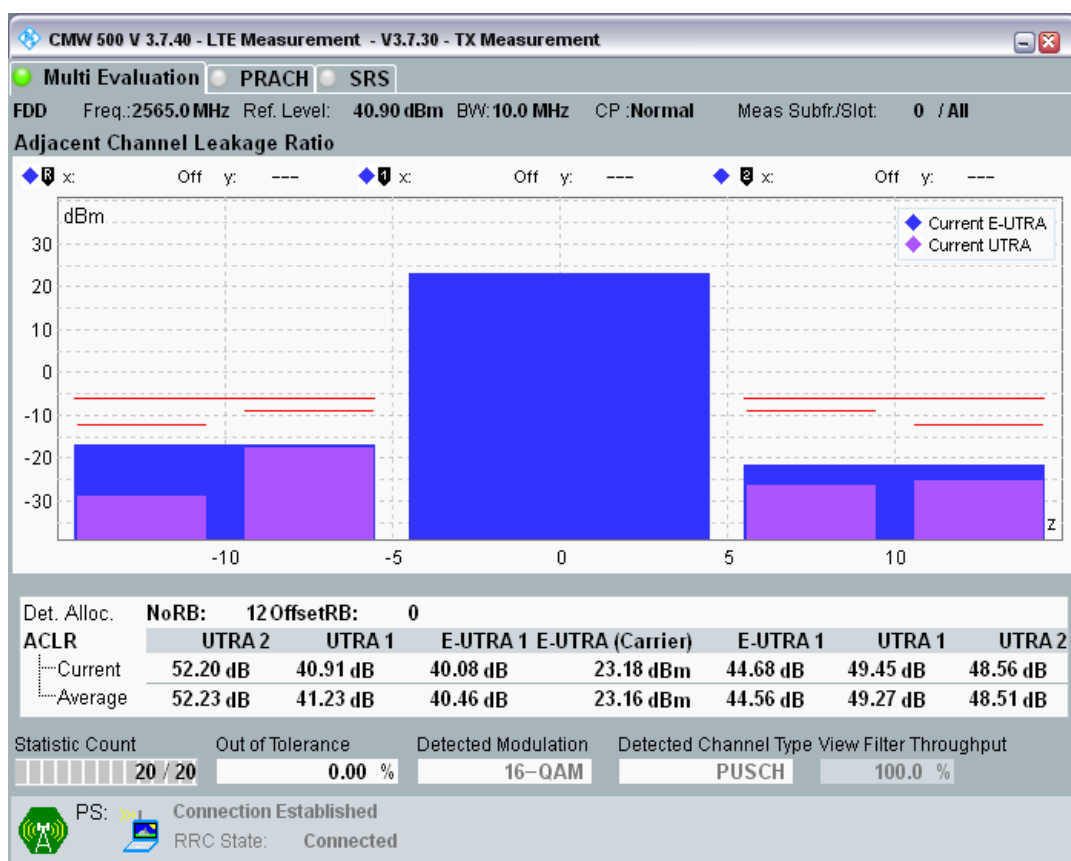 CMW 500 V 3.7.40 - LTE Measurement - V3.7.30 - TX Measurement
Multi Evaluation PRACH SRS
FDD Freq.:2565.0 MHz Ref. Level: 40.90 dBm BW:10.0 MHz CP :Normal Meas Subfr./Slot: 0 / All
Adjacent Channel Leakage Ratio
R x: Off y: --- 1 x: Off y: --- 2 x: Off y: ---
dBm
Current E-UTRA
Current UTRA
30
20
10
0
-10
-20
-30
z
-10 -5 0 5 10
Det. Alloc. NoRB: 12 OffsetRB: 0
ACLR UTRA 2 UTRA 1 E-UTRA 1 E-UTRA (Carrier) E-UTRA 1 UTRA 1 UTRA 2
Current 52.20 dB 40.91 dB 40.08 dB 23.18 dBm 44.68 dB 49.45 dB 48.56 dB
Average 52.23 dB 41.23 dB 40.46 dB 23.16 dBm 44.56 dB 49.27 dB 48.51 dB
Statistic Count Out of Tolerance Detected Modulation Detected Channel Type View Filter Throughput
20 / 20 0.00 % 16-QAM PUSCH 100.0 %
PS: Connection Established
RRC State: Connected